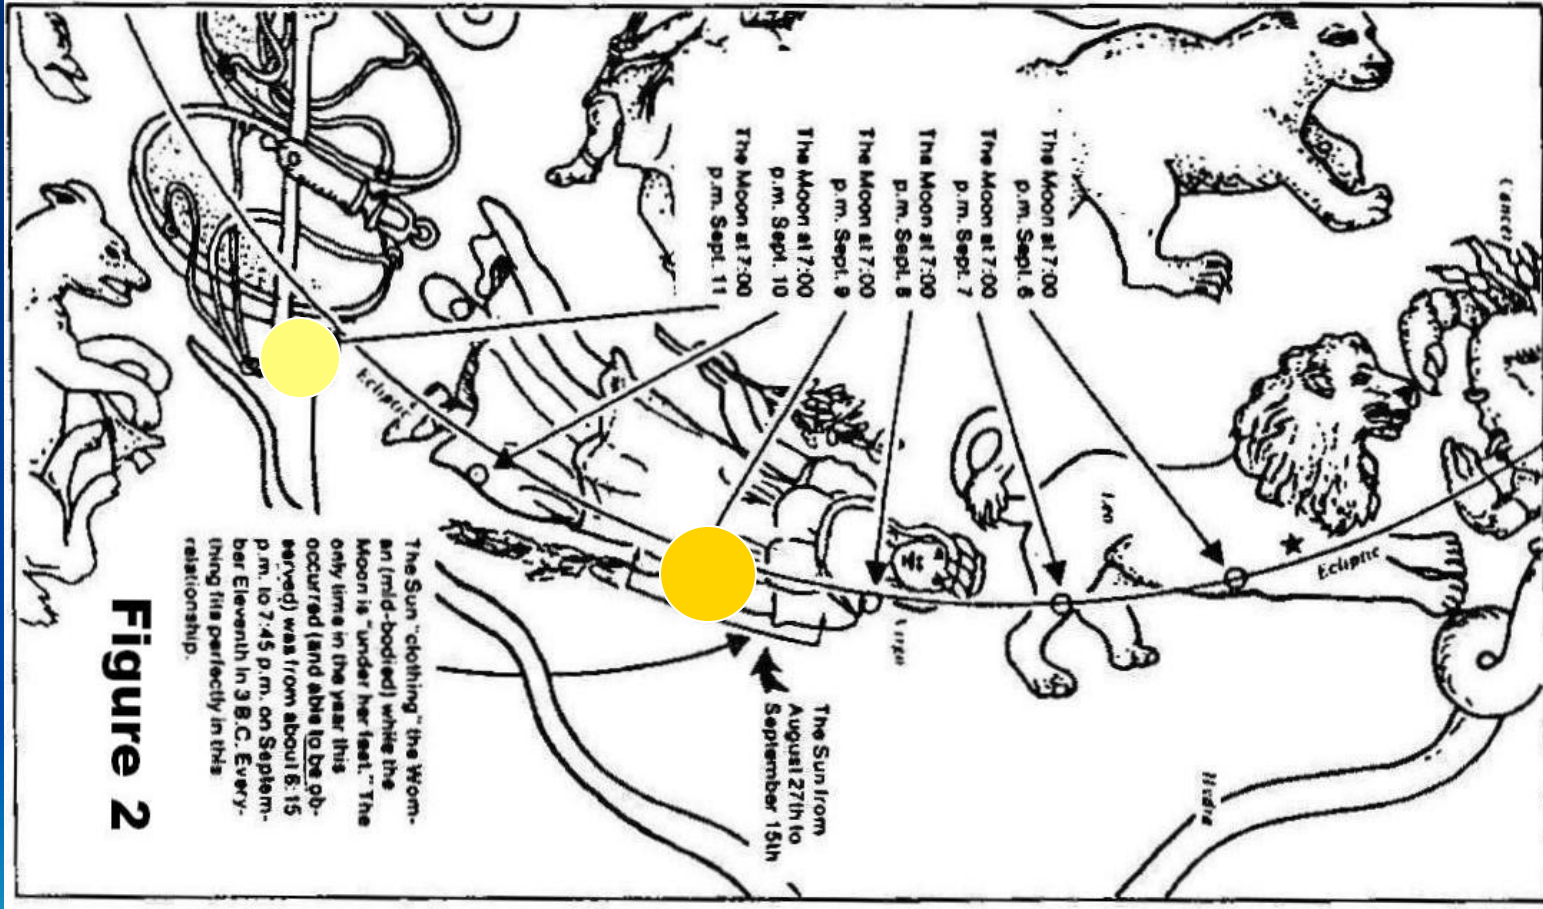 The Moon at 7:00
p.m. Sept. 6
The Moon at 7:00
p.m. Sept. 7
The Moon at 7:00
p.m. Sept. 8
The Moon at 7:00
p.m. Sept. 9
The Moon at 7:00
p.m. Sept. 10
The Moon at 7:00
p.m. Sept. 11
Cancer
Leo
Ecliptic
Virgo
Hydra
Ecliptic
The Sun from
August 27th to
September 15th
The Sun "clothing" the Wom-
an (mid-bodied) while the
Moon is "under her feet." The
only time in the year this
occurred (and able to be ob-
served) was from about 6:15
p.m. to 7:45 p.m. on Septem-
ber Eleventh in 3 B.C. Every-
thing fits perfectly in this
relationship.
Figure 2